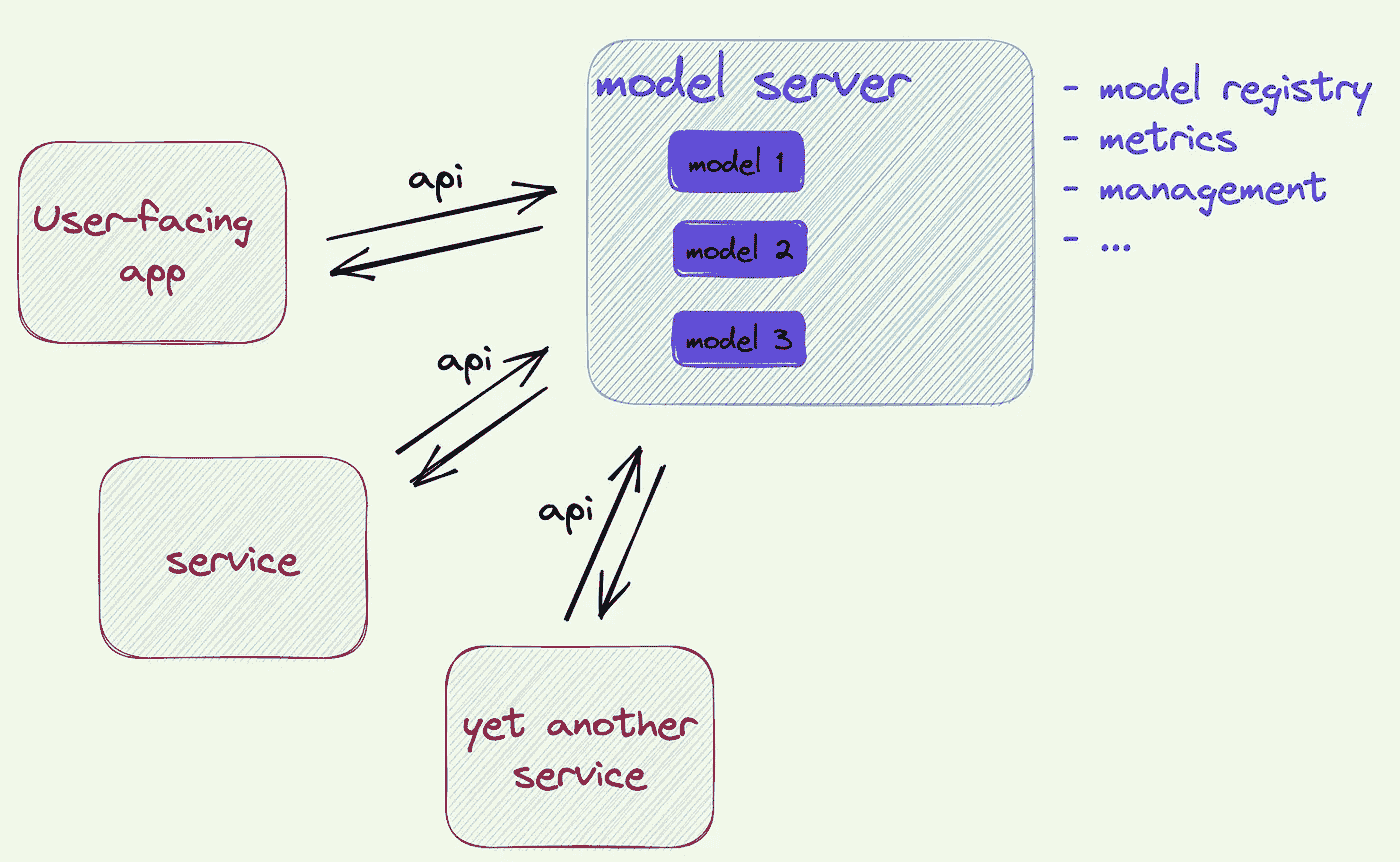 model server
model 1
model 2
model 3
- model registry
- metrics
- management
- ...
User-facing
app
api
api
api
service
yet another
service